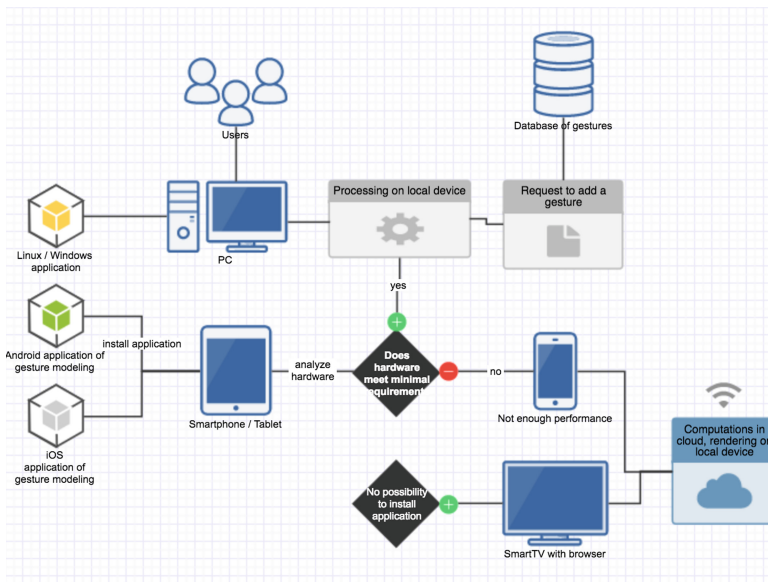 Users
Database of gestures
Processing on local device
Request to add a
gesture
Linux / Windows
application
PC
yes
Android application of
gesture modeling
install application
analyze
hardware
Does
hardware
meet minimal
requirement
no
Smartphone / Tablet
Not enough performance
iOS
application of
gesture modeling
Computations in
cloud, rendering on
local device
No possibility
to install
application
SmartTV with browser